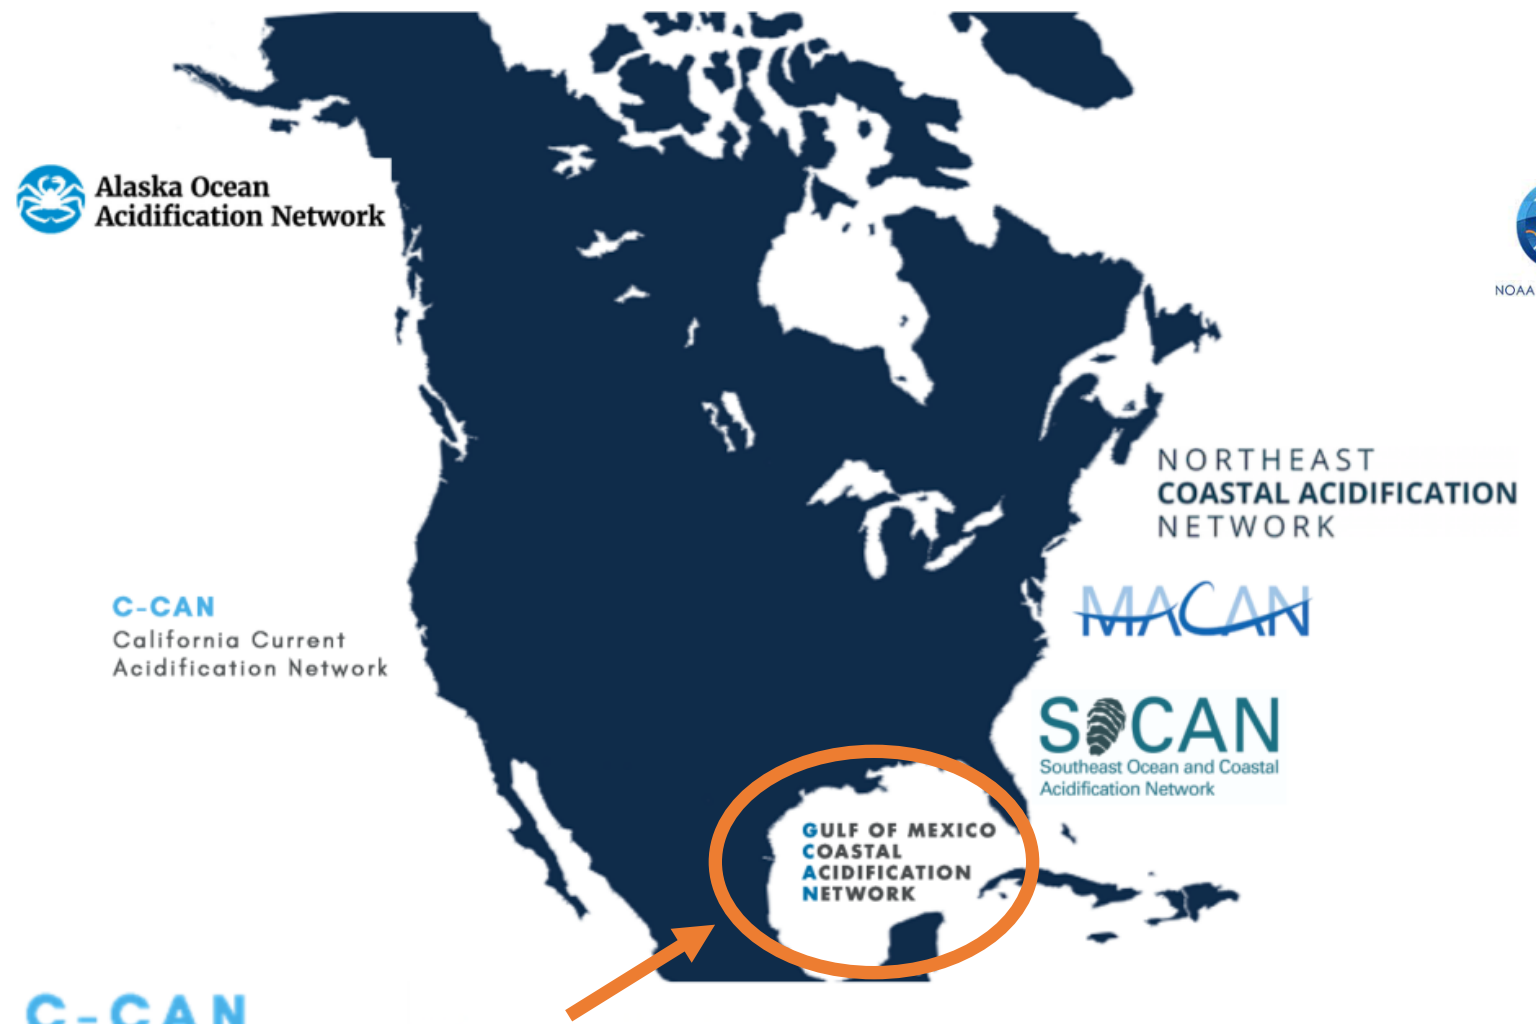 Alaska Ocean
Acidification Network
NOAA
NORTHEAST
COASTAL ACIDIFICATION
NETWORK
MACAN
C-CAN
California Current
Acidification Network
SOCAN
Southeast Ocean and Coastal
Acidification Network
GULF OF MEXICO
COASTAL
ACIDIFICATION
NETWORK
C-CAN